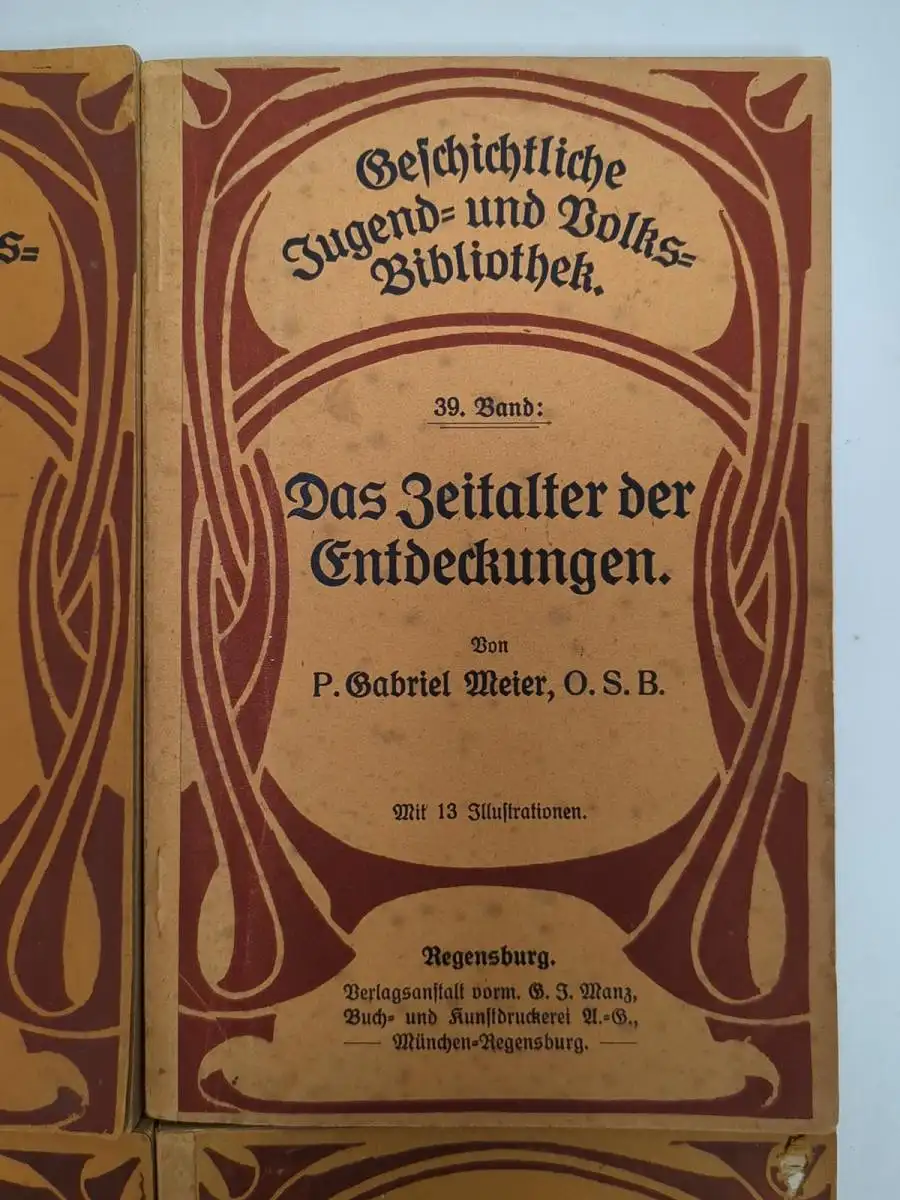 Geschichtliche
Jugend= und Volks=
Bibliothek.
39. Band:
Das Zeitalter der
Entdeckungen.
Von
P. Gabriel Meier, O. S. B.
Mit 13 Illustrationen.
Regensburg.
Verlagsanstalt vorm. G. J. Manz,
Buch= und Kunstdruckerei A.=G.,
München=Regensburg.
s=